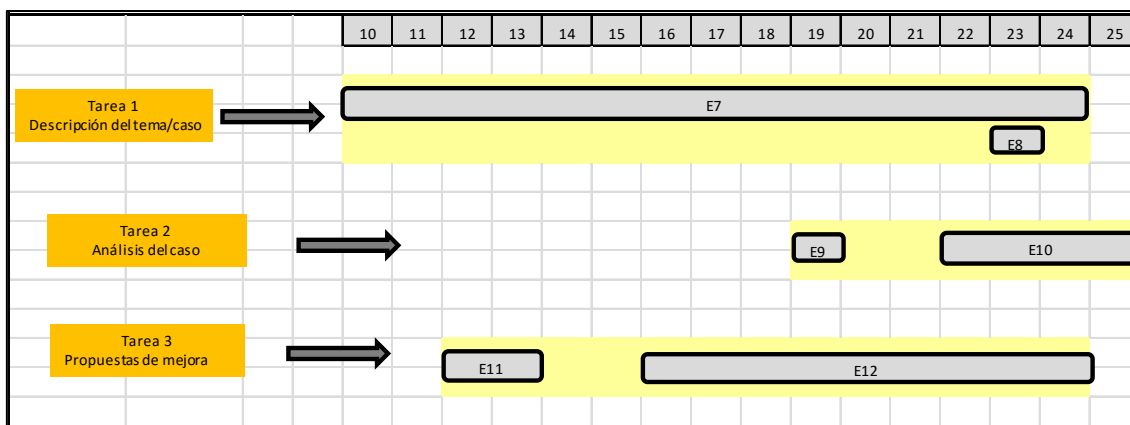 10 11 12 13 14 15 16 17 18 19 20 21 22 23 24 25
Tarea 1
Descripción del tema/caso
E7
E8
Tarea 2
Análisis del caso
E9 E10
Tarea 3
Propuestas de mejora
E11 E12